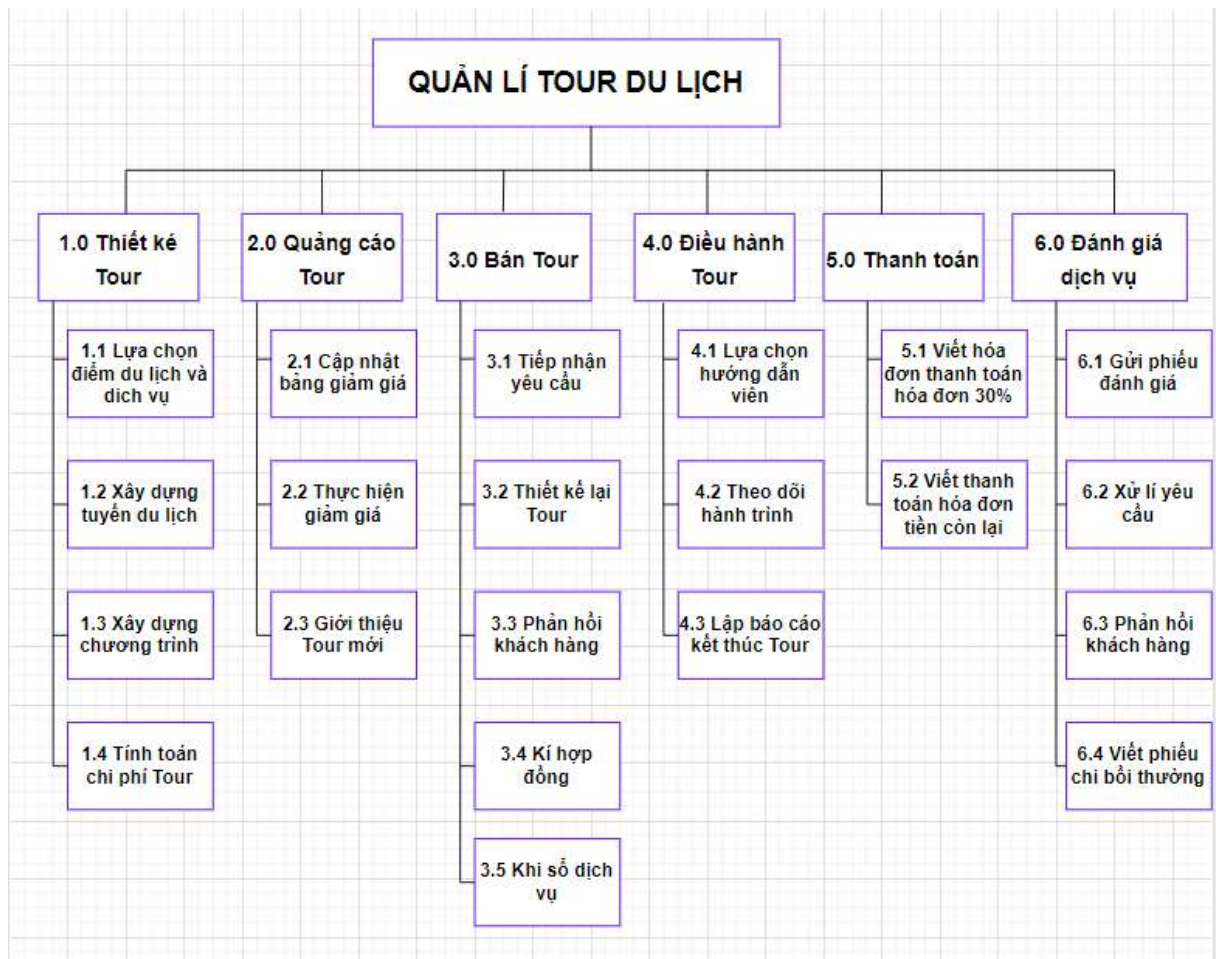 QUẢN LÍ TOUR DU LỊCH
1.0 Thiết ké
Tour
2.0 Quảng cáo
Tour
3.0 Bán Tour
4.0 Điều hành
Tour
5.0 Thanh toán
6.0 Đánh giá
dịch vụ
1.1 Lựa chọn
điểm du lịch và
dich vụ
1.2 Xây dựng
tuyến du lịch
1.3 Xây dựng
chương trình
1.4 Tính toán
chi phí Tour
2.1 Cập nhật
bảng giảm giá
2.2 Thực hiện
giảm giá
2.3 Giới thiệu
Tour mới
3.1 Tiếp nhận
yêu cầu
3.2 Thiết kế lại
Tour
3.3 Phản hồi
khách hàng
3.4 Kí hợp
đồng
3.5 Khi sổ dịch
vụ
4.1 Lựa chọn
hướng dẫn
viên
4.2 Theo dõi
hành trình
4.3 Lập báo cáo
kết thúc Tour
5.1 Viết hóa
đơn thanh toán
hóa đơn 30%
5.2 Viết thanh
toán hóa đơn
tiền còn lại
6.1 Gửi phiếu
đánh giá
6.2 Xử lí yêu
cầu
6.3 Phản hồi
khách hàng
6.4 Viết phiếu
chi bồi thường